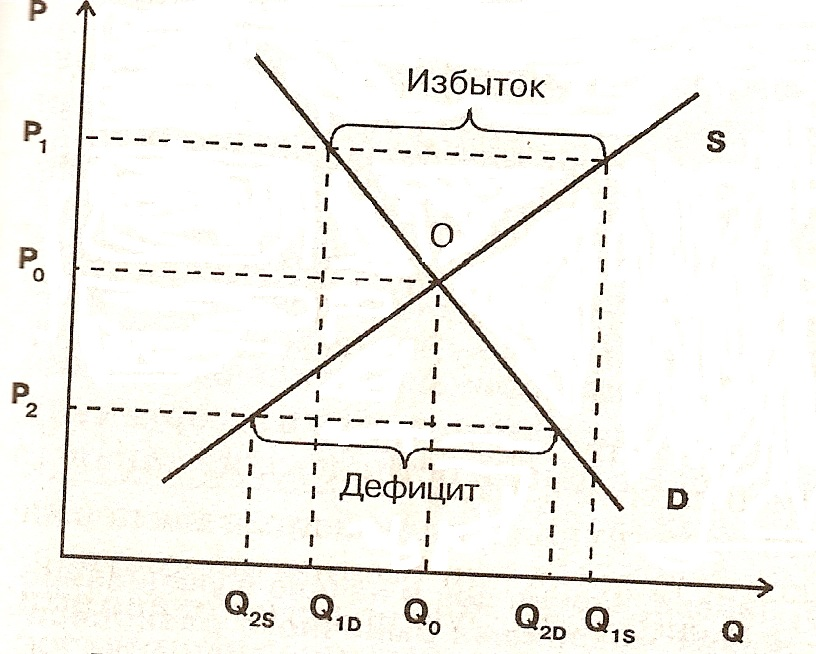 P
Избыток
P₁
S
O
P₀
P₂
Дефицит
D
Q₂S Q₁D Q₀ Q₂D Q₁S Q